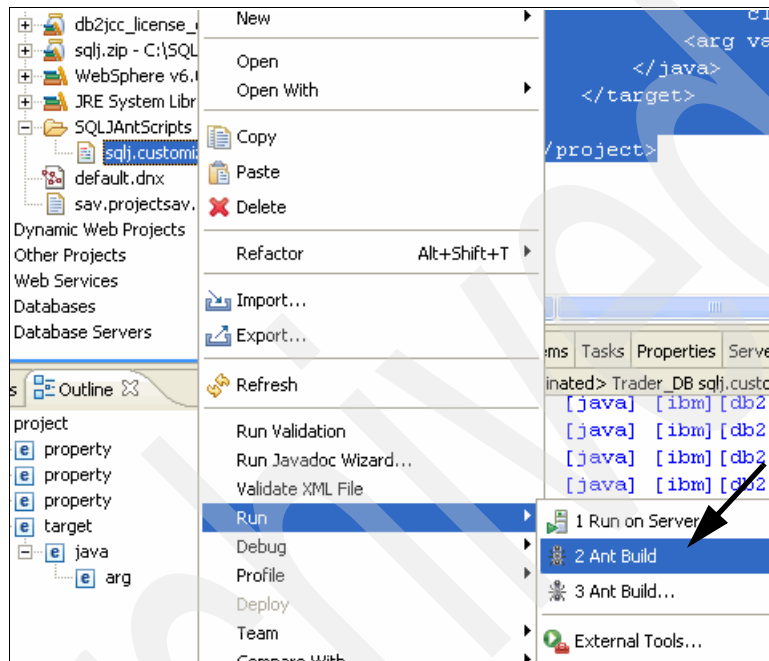 db2jcc_license_
sqlj.zip - C:\SQL
WebSphere v6.
JRE System Libr
SQLJAntScripts
sqlj.customi
default.dnx
sav.projectsav.
Dynamic Web Projects
Other Projects
Web Services
Databases
Database Servers
s Outline
project
e property
e property
e property
e target
e java
e arg
New
Open
Open With
Copy
Paste
Delete
Refactor Alt+Shift+T
Import...
Export...
Refresh
Run Validation
Run Javadoc Wizard...
Validate XML File
Run
Debug
Profile
Deploy
Team
Compare With
1 Run on Server
2 Ant Build
3 Ant Build...
External Tools...
cl
<arg va
</java>
</target>
/project>
ems Tasks Properties Serve
inated> Trader_DB sqlj.custo
[java] [ibm][db2
[java] [ibm][db2
[java] [ibm][db2
[java] [ibm][db2